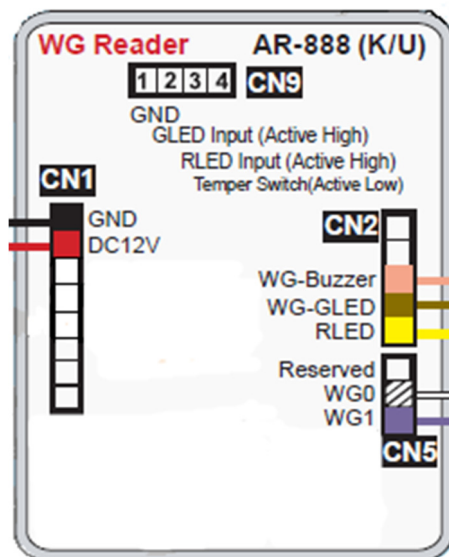 WG Reader AR-888 (K/U)
1 2 3 4 CN9
GND
GLED Input (Active High)
RLED Input (Active High)
Temper Switch(Active Low)
CN1
GND
DC12V
CN2
WG-Buzzer
WG-GLED
RLED
Reserved
WG0
WG1
CN5